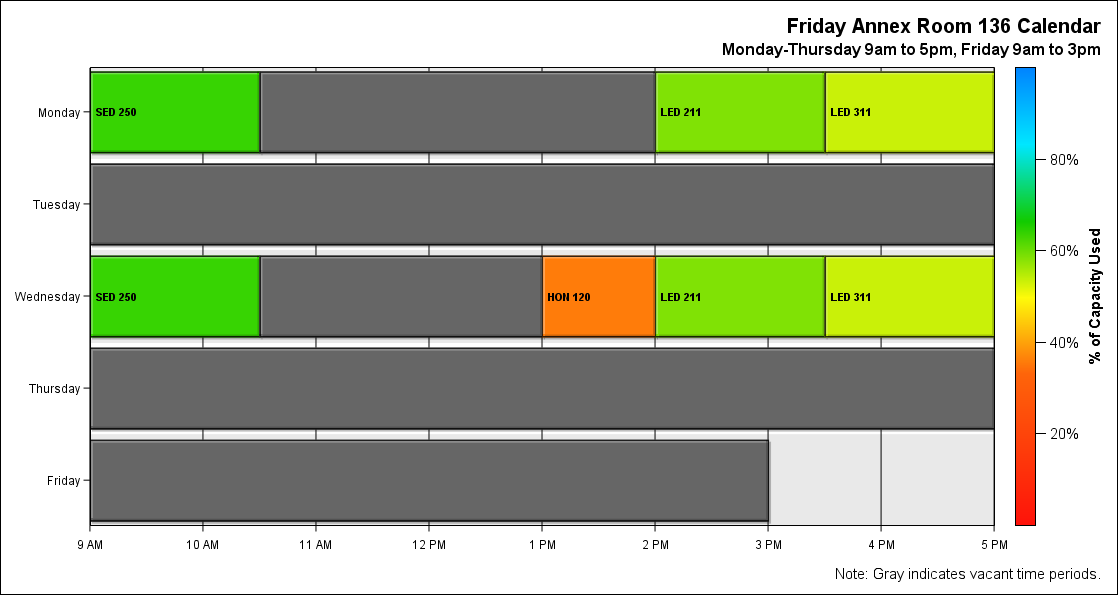 Friday Annex Room 136 Calendar
Monday-Thursday 9am to 5pm, Friday 9am to 3pm
Monday
SED 250
LED 211
LED 311
Tuesday
Wednesday
SED 250
HON 120
LED 211
LED 311
Thursday
Friday
9 AM
10 AM
11 AM
12 PM
1 PM
2 PM
3 PM
4 PM
5 PM
80%
60%
40%
20%
% of Capacity Used
Note: Gray indicates vacant time periods.